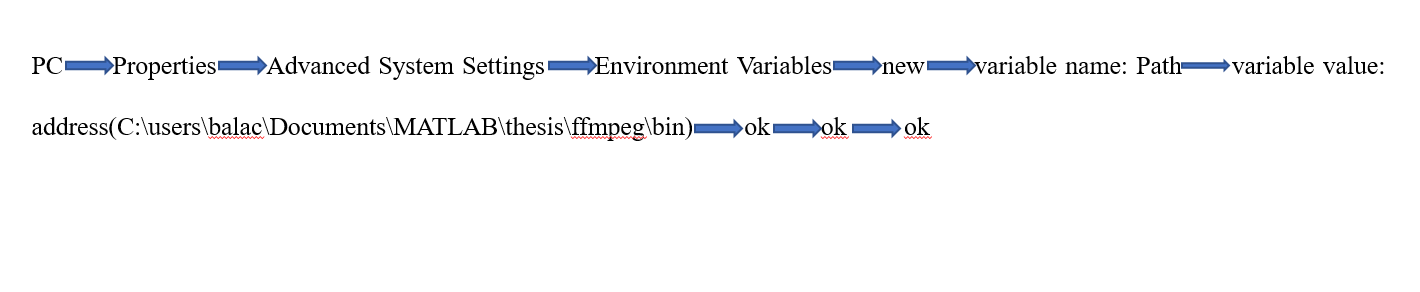 PC Properties Advanced System Settings Environment Variables new variable name: Path variable value:
address(C:\users\balac\Documents\MATLAB\thesis\ffmpeg\bin) ok ok ok